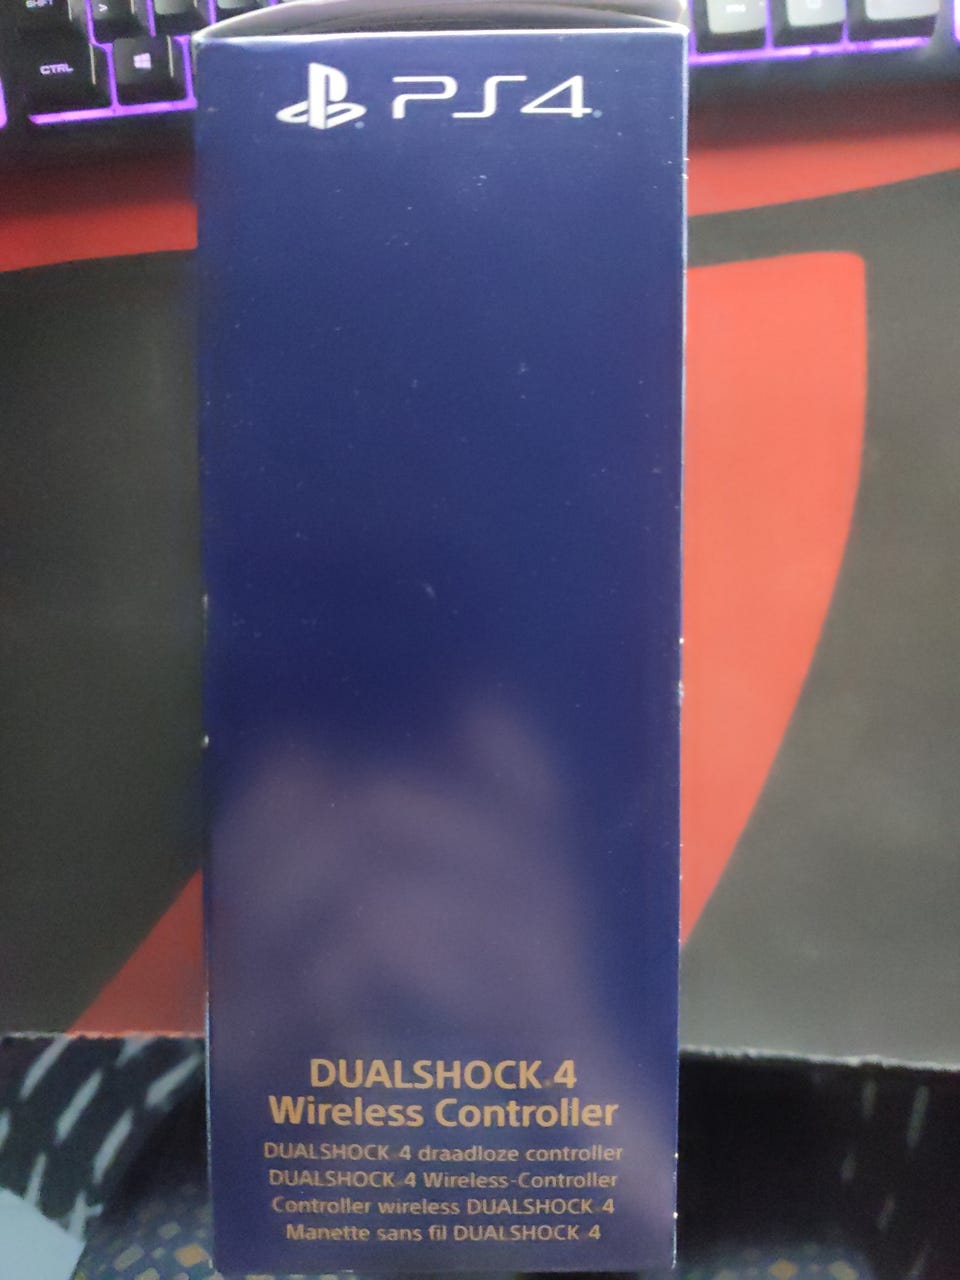 CTRL
PS4
DUALSHOCK 4
Wireless Controller
DUALSHOCK 4 draadloze controller
DUALSHOCK 4 Wireless-Controller
Controller wireless DUALSHOCK 4
Manette sans fil DUALSHOCK 4